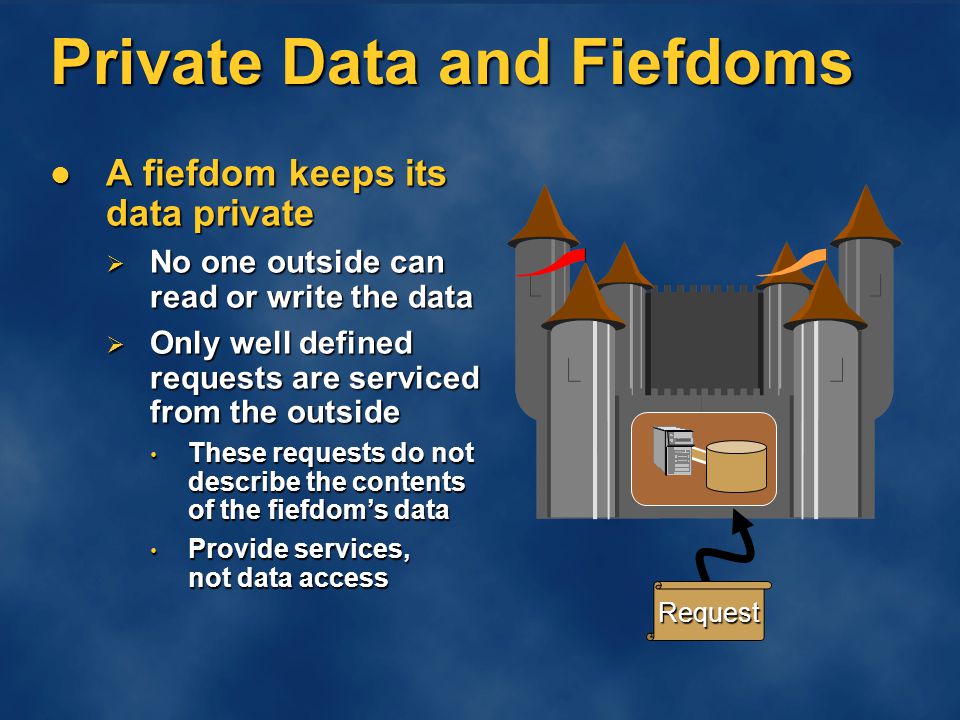 Private Data and Fiefdoms
A fiefdom keeps its
data private
No one outside can
read or write the data
Only well defined
requests are serviced
from the outside
These requests do not
describe the contents
of the fiefdom’s data
Provide services,
not data access
Request